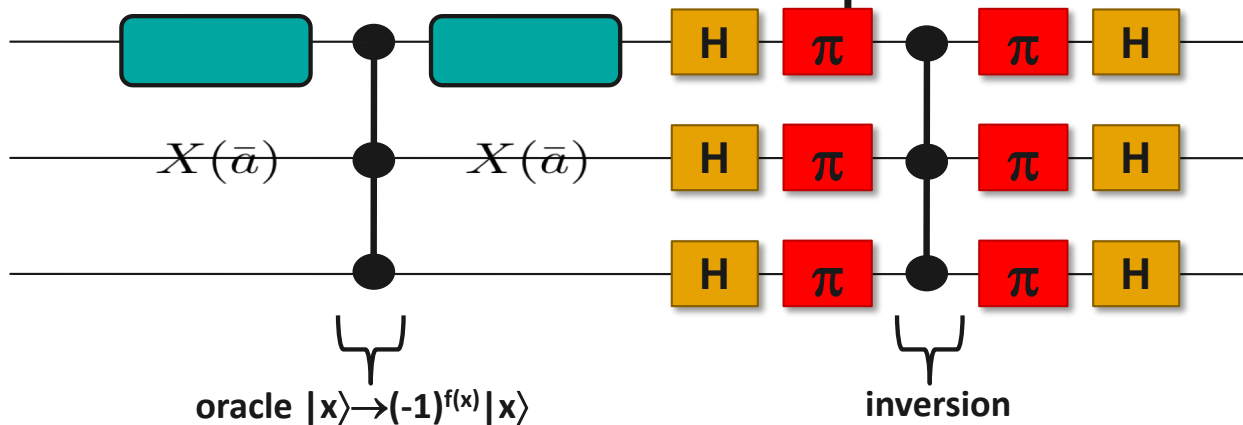 H π π H
X(ā) X(ā) H π π H
H π π H
oracle |x⟩→(-1)^f(x)|x⟩
inversion